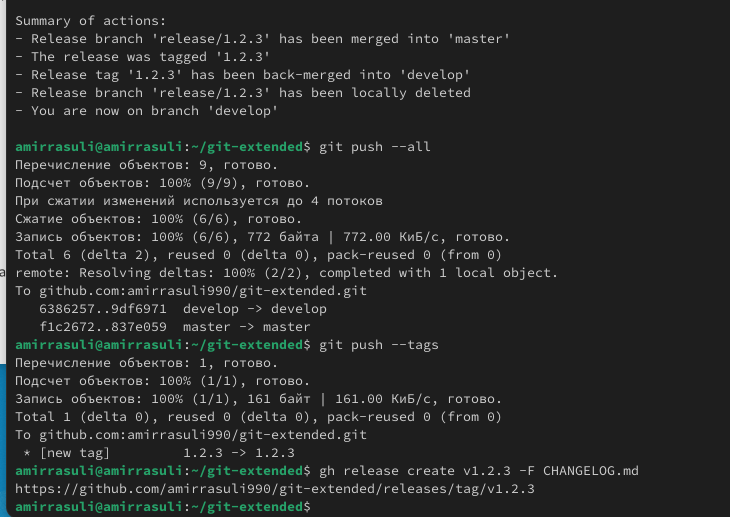 Summary of actions:
- Release branch 'release/1.2.3' has been merged into 'master'
- The release was tagged '1.2.3'
- Release tag '1.2.3' has been back-merged into 'develop'
- Release branch 'release/1.2.3' has been locally deleted
- You are now on branch 'develop'
amirrasuli@amirrasuli:~/git-extended$ git push --all
Перечисление объектов: 9, готово.
Подсчет объектов: 100% (9/9), готово.
При сжатии изменений используется до 4 потоков
Сжатие объектов: 100% (6/6), готово.
Запись объектов: 100% (6/6), 772 байта | 772.00 КиБ/с, готово.
Total 6 (delta 2), reused 0 (delta 0), pack-reused 0 (from 0)
remote: Resolving deltas: 100% (2/2), completed with 1 local object.
To github.com:amirrasuli990/git-extended.git
   6386257..9df6971  develop -> develop
   f1c2672..837e059  master -> master
amirrasuli@amirrasuli:~/git-extended$ git push --tags
Перечисление объектов: 1, готово.
Подсчет объектов: 100% (1/1), готово.
Запись объектов: 100% (1/1), 161 байт | 161.00 КиБ/с, готово.
Total 1 (delta 0), reused 0 (delta 0), pack-reused 0 (from 0)
To github.com:amirrasuli990/git-extended.git
 * [new tag]         1.2.3 -> 1.2.3
amirrasuli@amirrasuli:~/git-extended$ gh release create v1.2.3 -F CHANGELOG.md
https://github.com/amirrasuli990/git-extended/releases/tag/v1.2.3
amirrasuli@amirrasuli:~/git-extended$